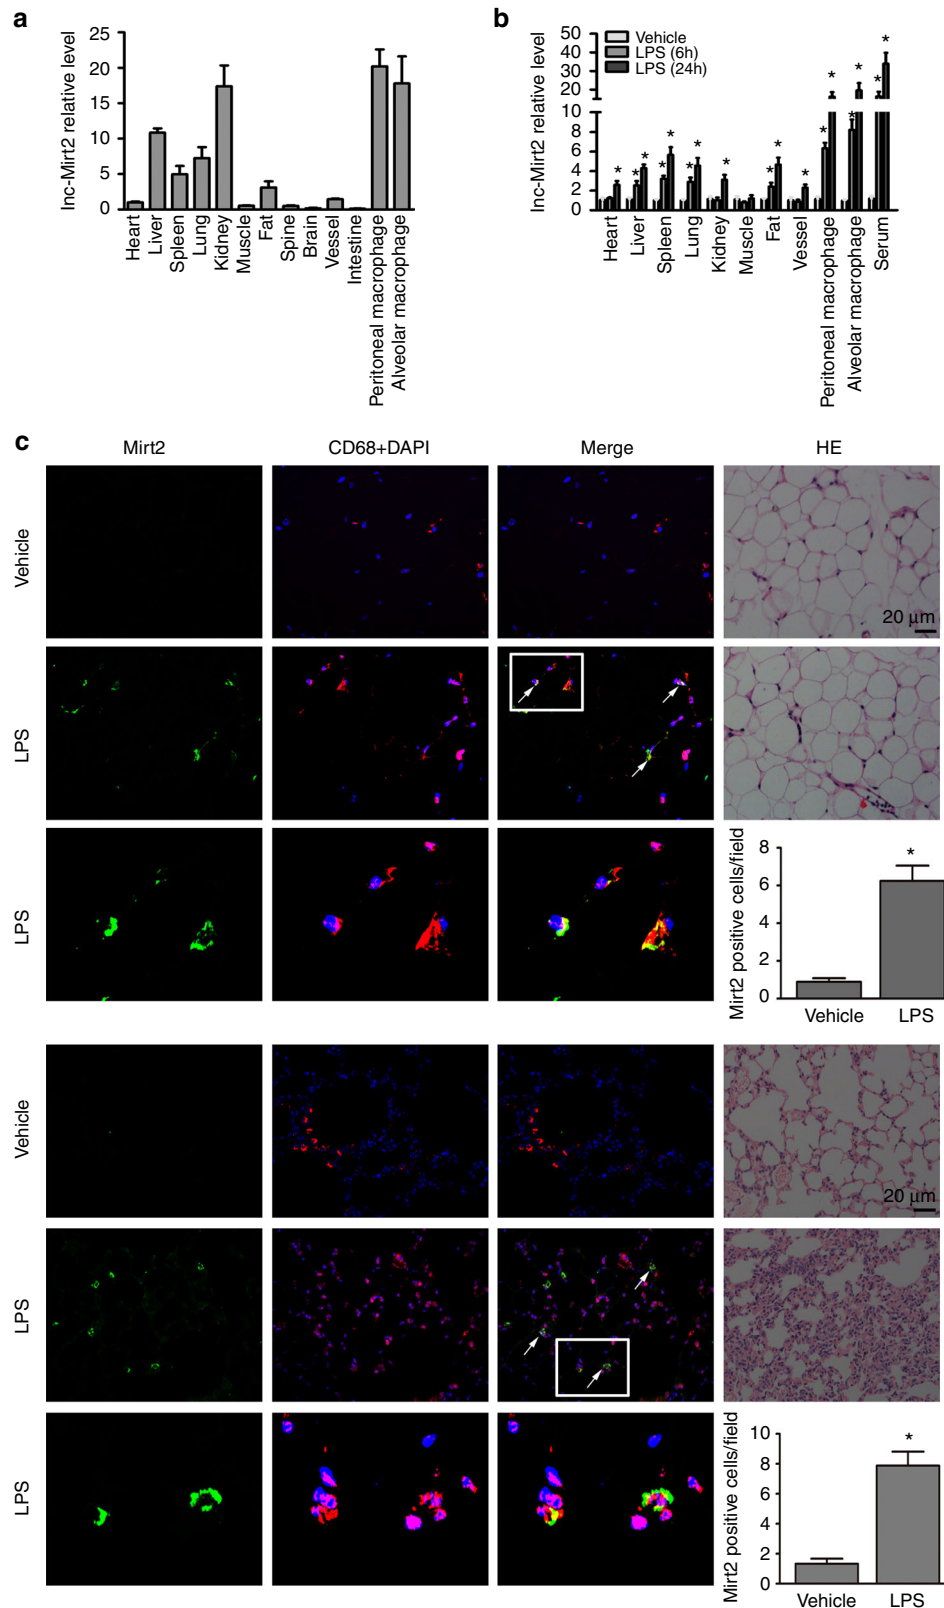 a
lnc-Mirt2 relative level
25
20
15
10
5
0
Heart
Liver
Spleen
Lung
Kidney
Muscle
Fat
Spine
Brain
Vessel
Intestine
Peritoneal macrophage
Alveolar macrophage
b
lnc-Mirt2 relative level
50
40
30
20
10
8
6
4
2
0
Vehicle
LPS (6h)
LPS (24h)
* * * * * * * * * * * * * * * * * *
Heart
Liver
Spleen
Lung
Kidney
Muscle
Fat
Vessel
Peritoneal macrophage
Alveolar macrophage
Serum
c
Mirt2
CD68+DAPI
Merge
HE
Vehicle
20 µm
LPS
LPS
Mirt2 positive cells/field
8
6
4
2
0
*
Vehicle
LPS
Vehicle
20 µm
LPS
LPS
Mirt2 positive cells/field
10
8
6
4
2
0
*
Vehicle
LPS